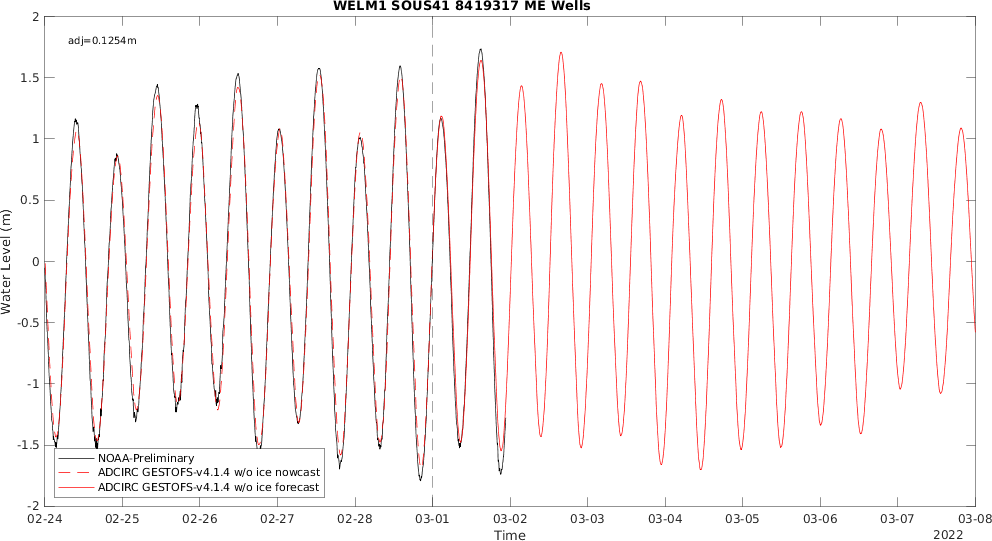 WELM1 SOUS41 8419317 ME Wells
adj=0.1254m
2
1.5
1
0.5
0
-0.5
-1
-1.5
-2
Water Level (m)
NOAA-Preliminary
ADCIRC GESTOFS-v4.1.4 w/o ice nowcast
ADCIRC GESTOFS-v4.1.4 w/o ice forecast
02-24 02-25 02-26 02-27 02-28 03-01 03-02 03-03 03-04 03-05 03-06 03-07 03-08
Time
2022